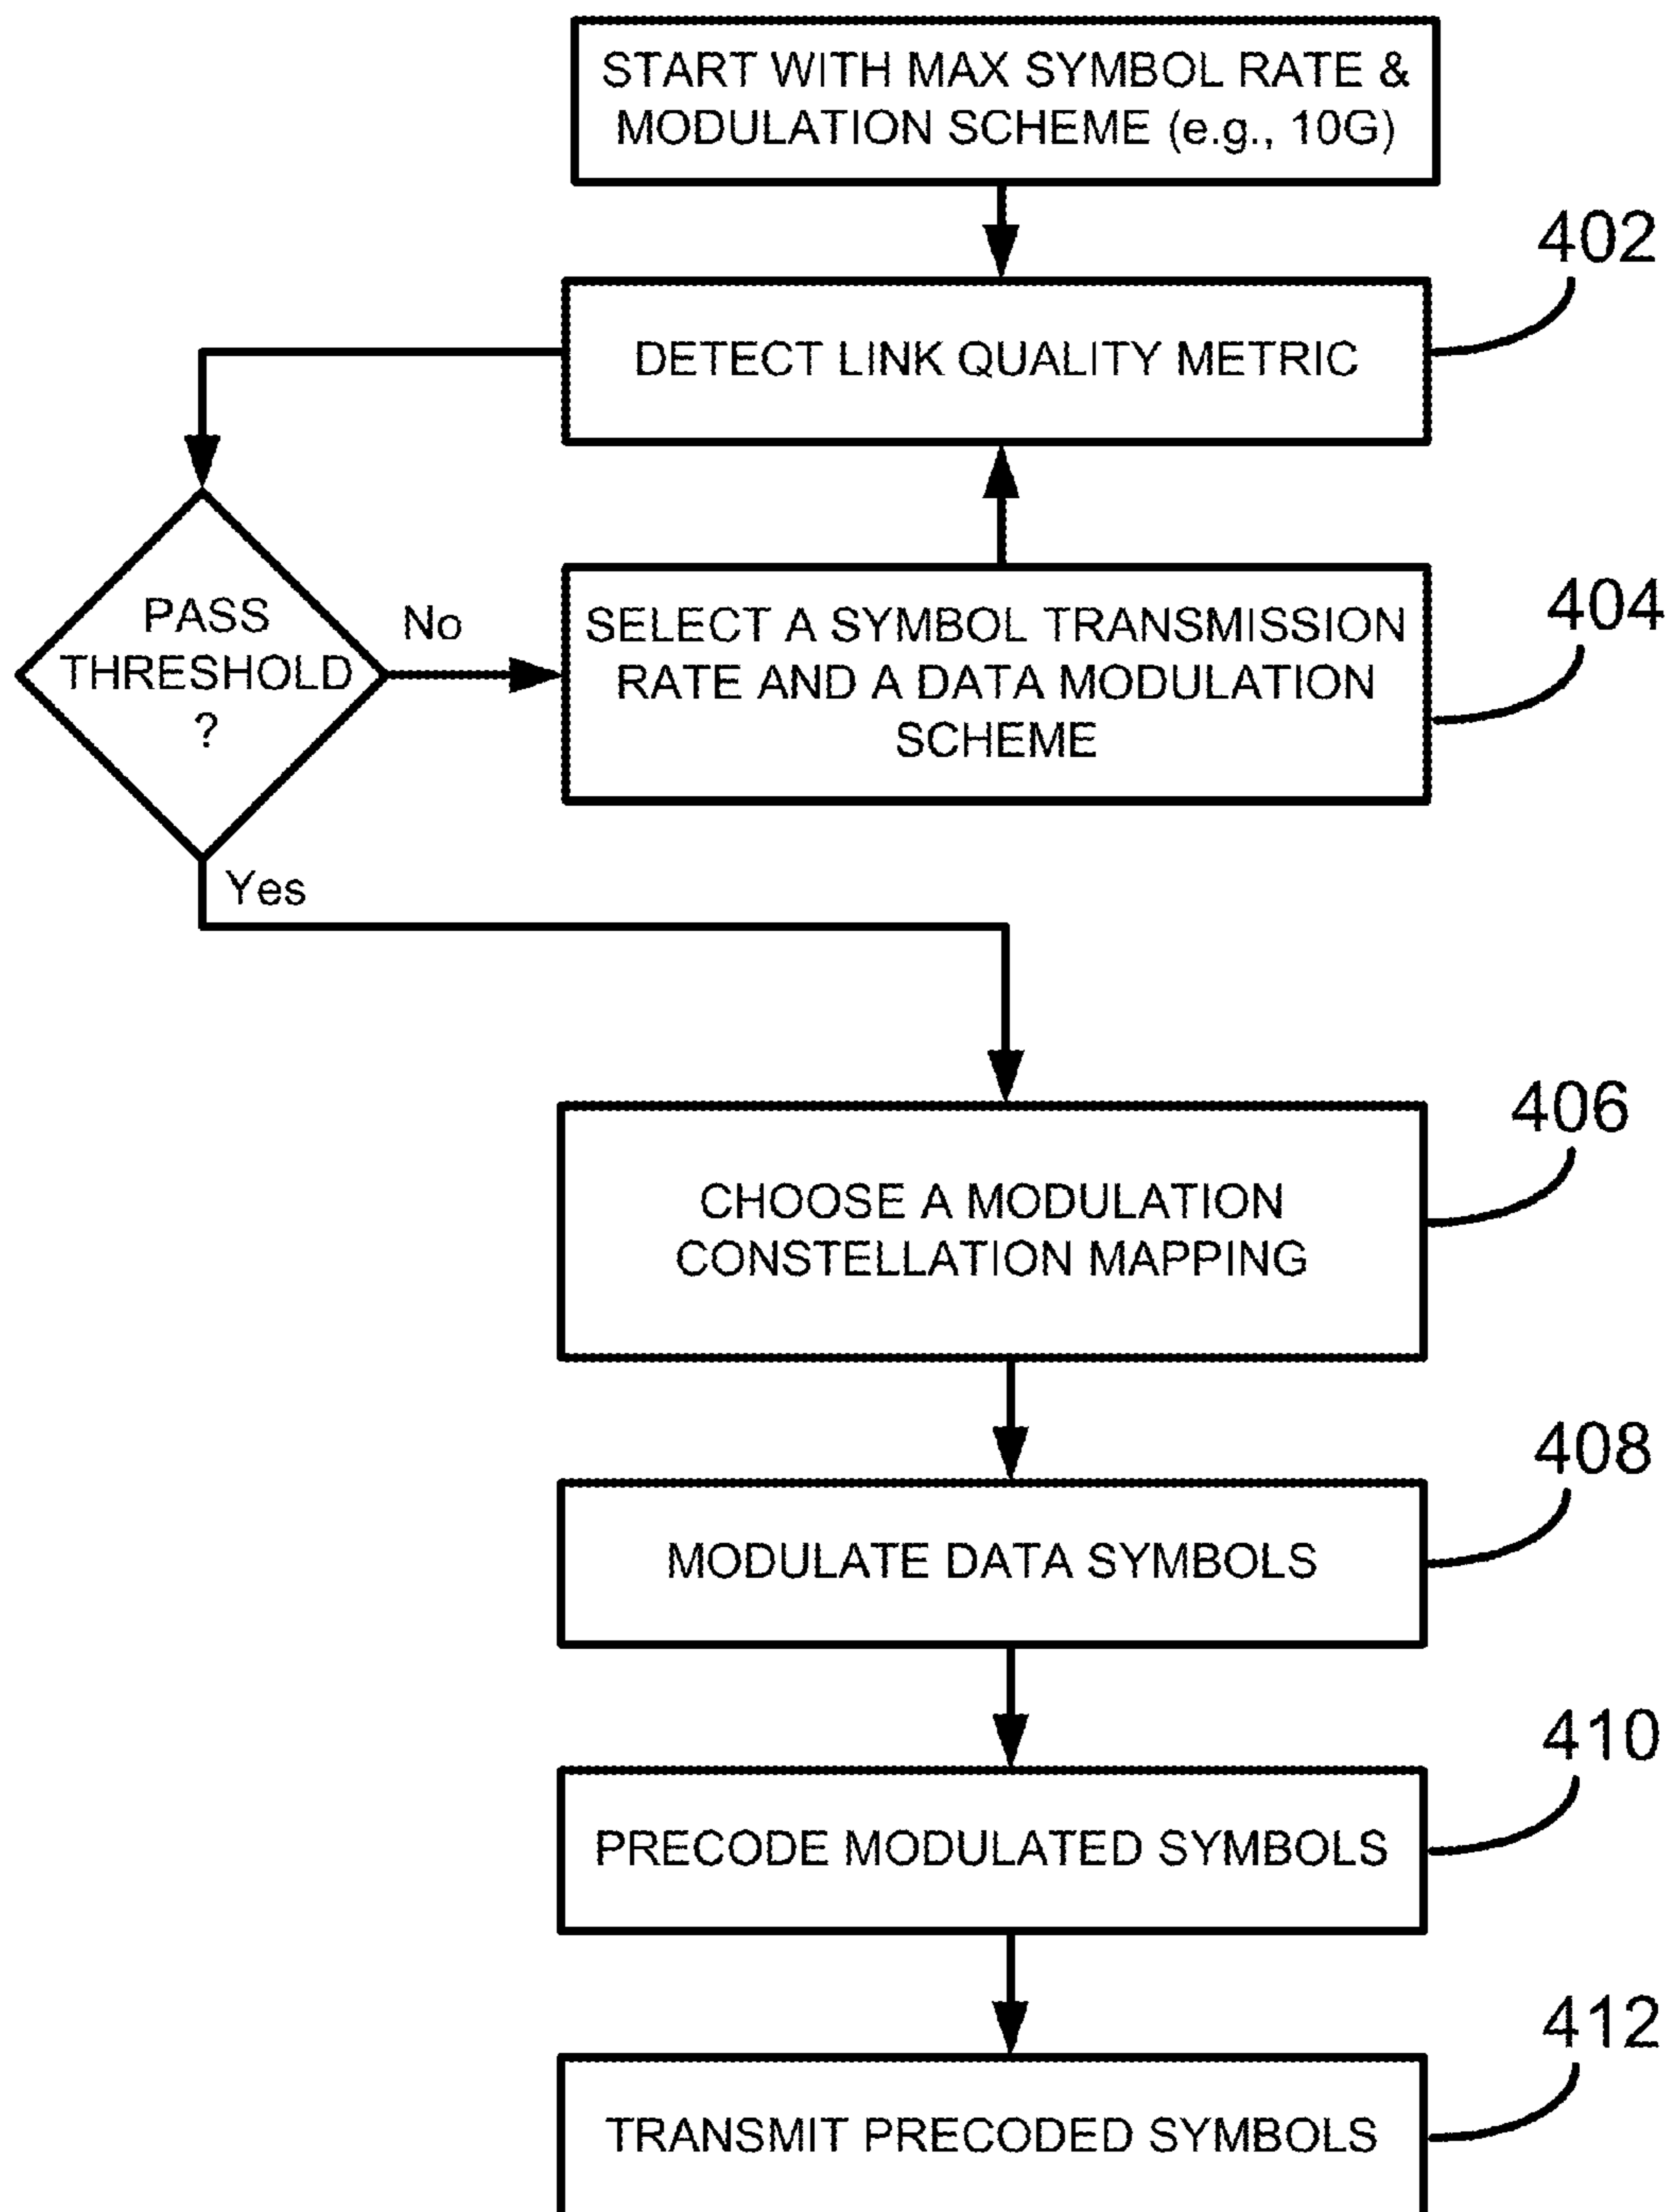 START WITH MAX SYMBOL RATE &
MODULATION SCHEME (e.g., 10G)
402
DETECT LINK QUALITY METRIC
PASS
THRESHOLD
?
No
SELECT A SYMBOL TRANSMISSION
RATE AND A DATA MODULATION
SCHEME
404
Yes
406
CHOOSE A MODULATION
CONSTELLATION MAPPING
408
MODULATE DATA SYMBOLS
410
PRECODE MODULATED SYMBOLS
412
TRANSMIT PRECODED SYMBOLS